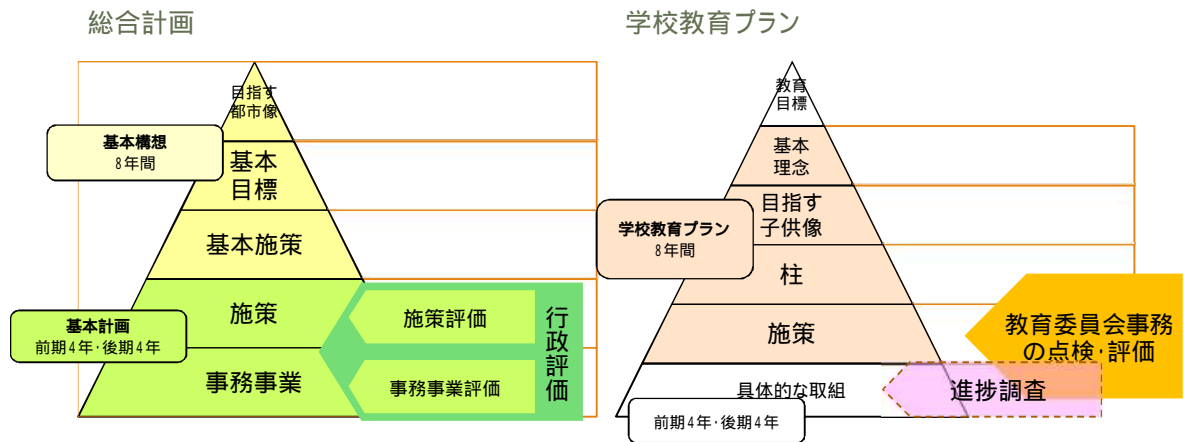 総合計画
目指す
都市像
基本構想
8年間
基本
目標
基本施策
施策
基本計画
前期4年・後期4年
事務事業
施策評価
事務事業評価
行政評価
学校教育プラン
教育
目標
基本
理念
目指す
子供像
学校教育プラン
8年間
柱
施策
具体的な取組
前期4年・後期4年
教育委員会事務
の点検・評価
進捗調査